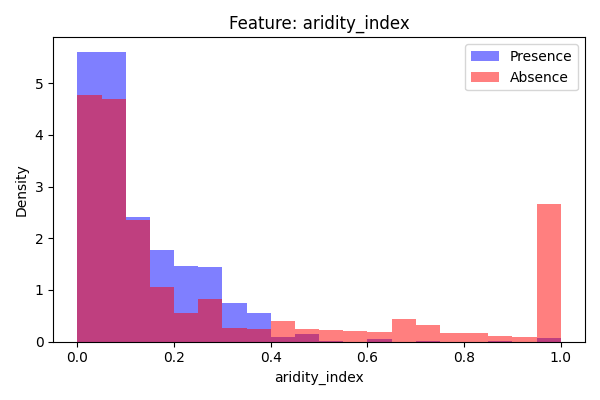 Feature: aridity_index
Presence
Absence
Density
5
4
3
2
1
0
0.0 0.2 0.4 0.6 0.8 1.0
aridity_index